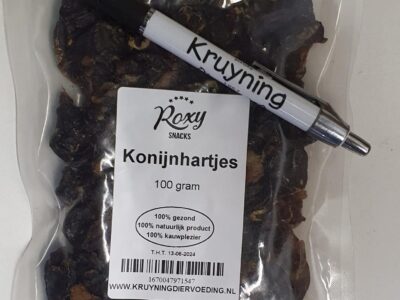 Kruyning
Roxy
SNACKS
Konijnhartjes
100 gram
100% gezond
100% natuurlijk product
100% kauwplezier
T.H.T. 13-06-2024
1670047971547
WWW.KRUYNINGDIERVOEDING.NL